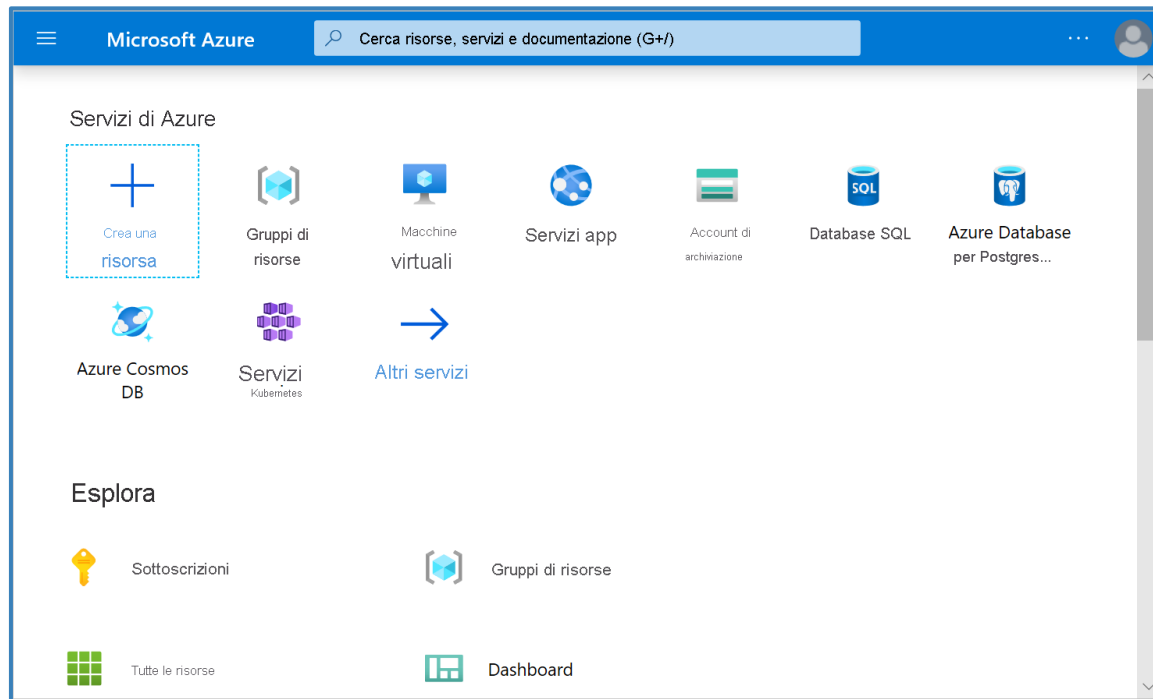 Microsoft Azure
Cerca risorse, servizi e documentazione (G+/)
Servizi di Azure
Crea una
risorsa
Gruppi di
risorse
Macchine
virtuali
Servizi app
Account di
archiviazione
SQL
Database SQL
Azure Database
per Postgres...
Azure Cosmos
DB
Servizi
Kubernetes
Altri servizi
Esplora
Sottoscrizioni
Gruppi di risorse
Tutte le risorse
Dashboard